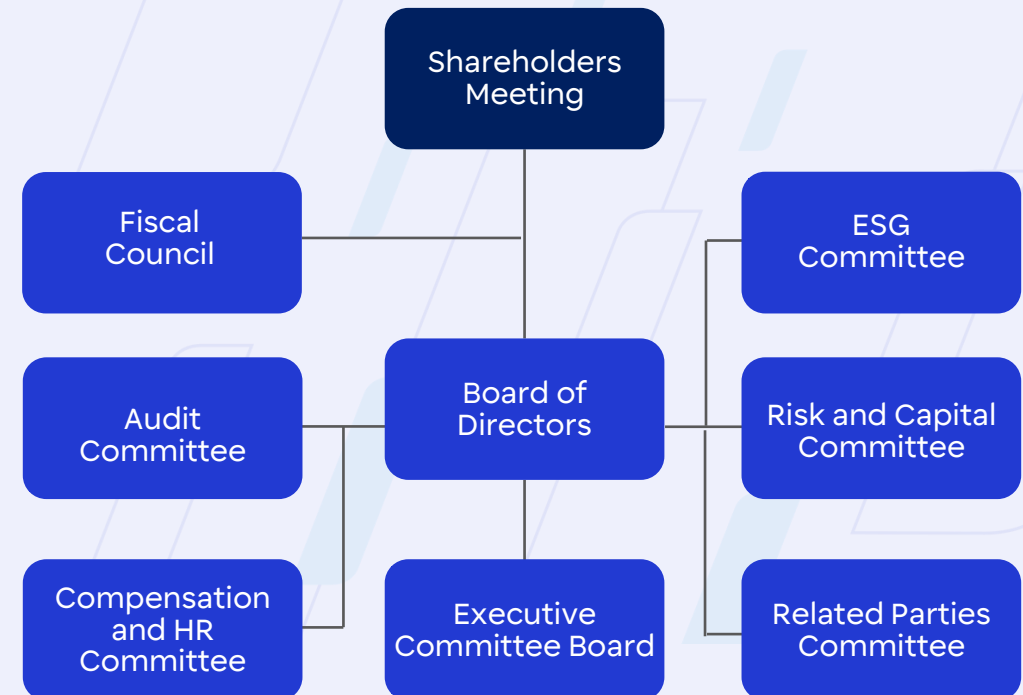 Shareholders
Meeting
Fiscal
Council
ESG
Committee
Board of
Directors
Audit
Committee
Risk and Capital
Committee
Compensation
and HR
Committee
Executive
Committee Board
Related Parties
Committee